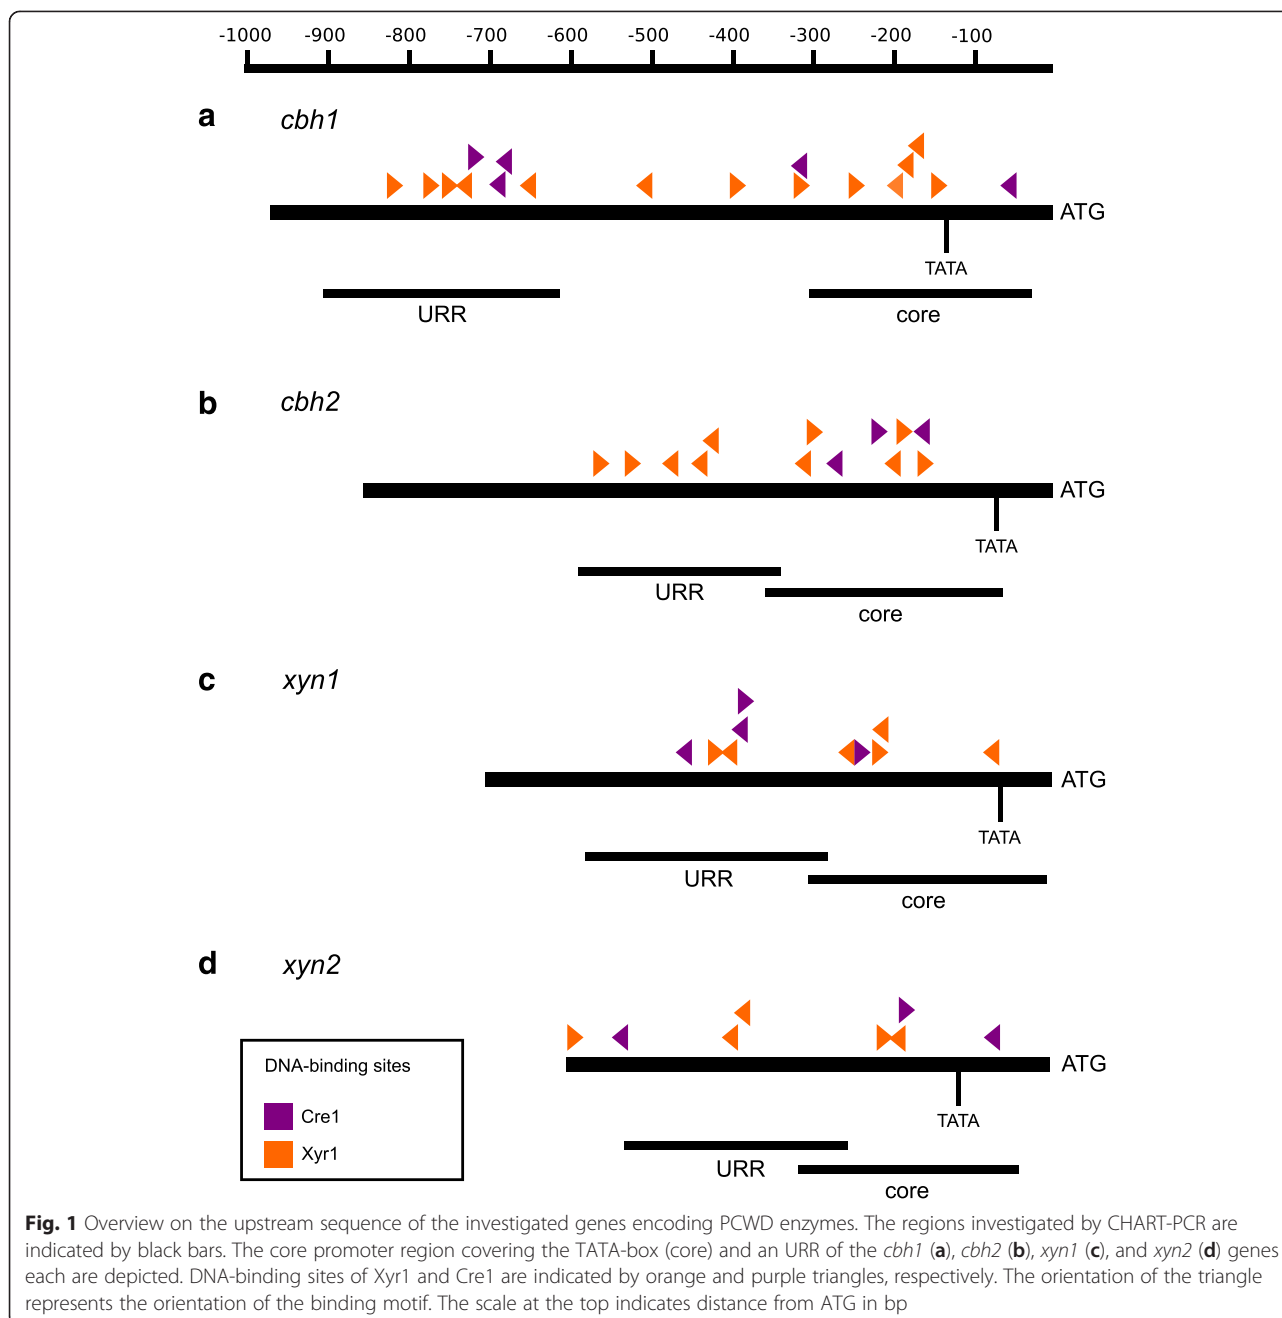 -1000 -900 -800 -700 -600 -500 -400 -300 -200 -100
a cbh1
ATG
TATA
URR core
b cbh2
ATG
TATA
URR
core
c xyn1
ATG
TATA
URR
core
d xyn2
ATG
DNA-binding sites
Cre1
TATA
Xyr1
URR
core
Fig. 1 Overview on the upstream sequence of the investigated genes encoding PCWD enzymes. The regions investigated by CHART-PCR are
indicated by black bars. The core promoter region covering the TATA-box (core) and an URR of the cbh1 (a), cbh2 (b), xyn1 (c), and xyn2 (d) genes
each are depicted. DNA-binding sites of Xyr1 and Cre1 are indicated by orange and purple triangles, respectively. The orientation of the triangle
represents the orientation of the binding motif. The scale at the top indicates distance from ATG in bp